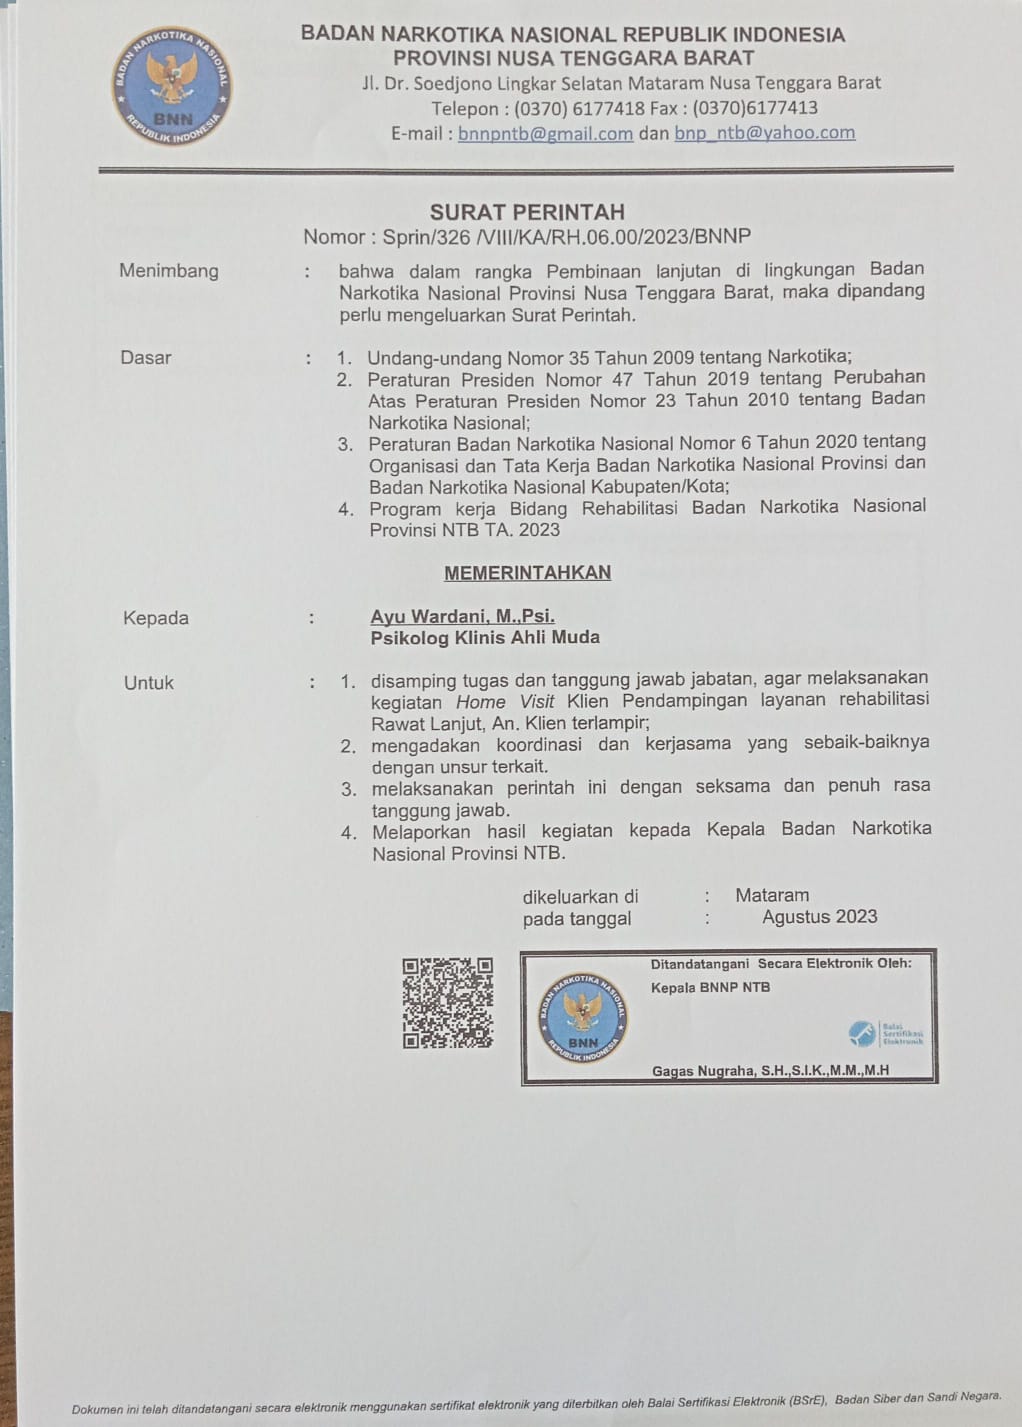 BADAN NARKOTIKA NASIONAL
BNN
REPUBLIK INDONESIA
BADAN NARKOTIKA NASIONAL REPUBLIK INDONESIA
PROVINSI NUSA TENGGARA BARAT
Jl. Dr. Soedjono Lingkar Selatan Mataram Nusa Tenggara Barat
Telepon : (0370) 6177418 Fax : (0370)6177413
E-mail : bnnpntb@gmail.com dan bnp_ntb@yahoo.com
SURAT PERINTAH
Nomor : Sprin/326 /VIII/KA/RH.06.00/2023/BNNP
Menimbang : bahwa dalam rangka Pembinaan lanjutan di lingkungan Badan
Narkotika Nasional Provinsi Nusa Tenggara Barat, maka dipandang
perlu mengeluarkan Surat Perintah.
Dasar : 1. Undang-undang Nomor 35 Tahun 2009 tentang Narkotika;
2. Peraturan Presiden Nomor 47 Tahun 2019 tentang Perubahan
Atas Peraturan Presiden Nomor 23 Tahun 2010 tentang Badan
Narkotika Nasional;
3. Peraturan Badan Narkotika Nasional Nomor 6 Tahun 2020 tentang
Organisasi dan Tata Kerja Badan Narkotika Nasional Provinsi dan
Badan Narkotika Nasional Kabupaten/Kota;
4. Program kerja Bidang Rehabilitasi Badan Narkotika Nasional
Provinsi NTB TA. 2023
MEMERINTAHKAN
Kepada : Ayu Wardani, M.,Psi.
Psikolog Klinis Ahli Muda
Untuk : 1. disamping tugas dan tanggung jawab jabatan, agar melaksanakan
kegiatan Home Visit Klien Pendampingan layanan rehabilitasi
Rawat Lanjut, An. Klien terlampir;
2. mengadakan koordinasi dan kerjasama yang sebaik-baiknya
dengan unsur terkait.
3. melaksanakan perintah ini dengan seksama dan penuh rasa
tanggung jawab.
4. Melaporkan hasil kegiatan kepada Kepala Badan Narkotika
Nasional Provinsi NTB.
dikeluarkan di : Mataram
pada tanggal : Agustus 2023
Ditandatangani Secara Elektronik Oleh:
Kepala BNNP NTB
BADAN NARKOTIKA NASIONAL
BNN
REPUBLIK INDONESIA
Balai
Sertifikasi
Elektronik
Gagas Nugraha, S.H.,S.I.K.,M.M.,M.H
Dokumen ini telah ditandatangani secara elektronik menggunakan sertifikat elektronik yang diterbitkan oleh Balai Sertifikasi Elektronik (BSrE), Badan Siber dan Sandi Negara.